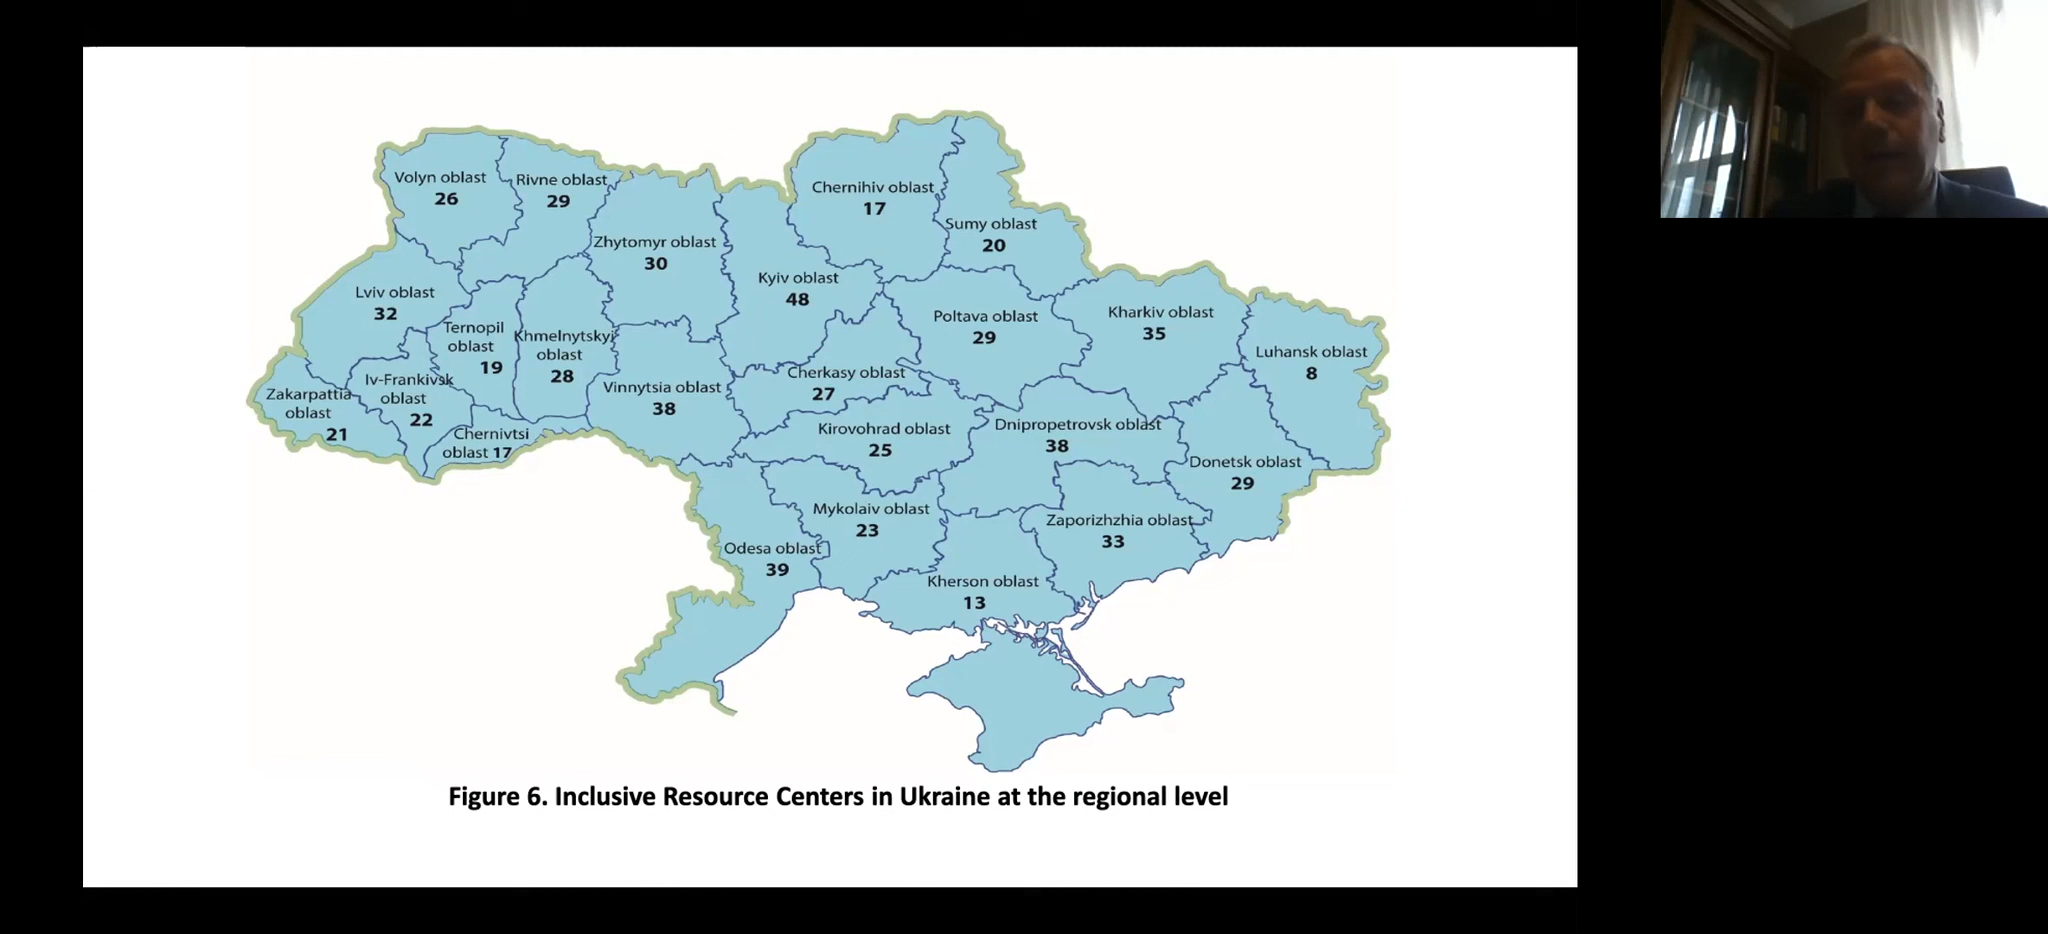 Volyn oblast
26
Rivne oblast
29
Zhytomyr oblast
30
Kyiv oblast
48
Chernihiv oblast
17
Sumy oblast
20
Lviv oblast
32
Ternopil
oblast
19
Khmelnytskyi
oblast
28
Vinnytsia oblast
38
Cherkasy oblast
27
Poltava oblast
29
Kharkiv oblast
35
Luhansk oblast
8
Zakarpattia
oblast
21
Iv-Frankivsk
oblast
22
Chernivtsi
oblast 17
Kirovohrad oblast
25
Dnipropetrovsk oblast
38
Donetsk oblast
29
Odesa oblast
39
Mykolaiv oblast
23
Zaporizhzhia oblast
33
Kherson oblast
13
Figure 6. Inclusive Resource Centers in Ukraine at the regional level